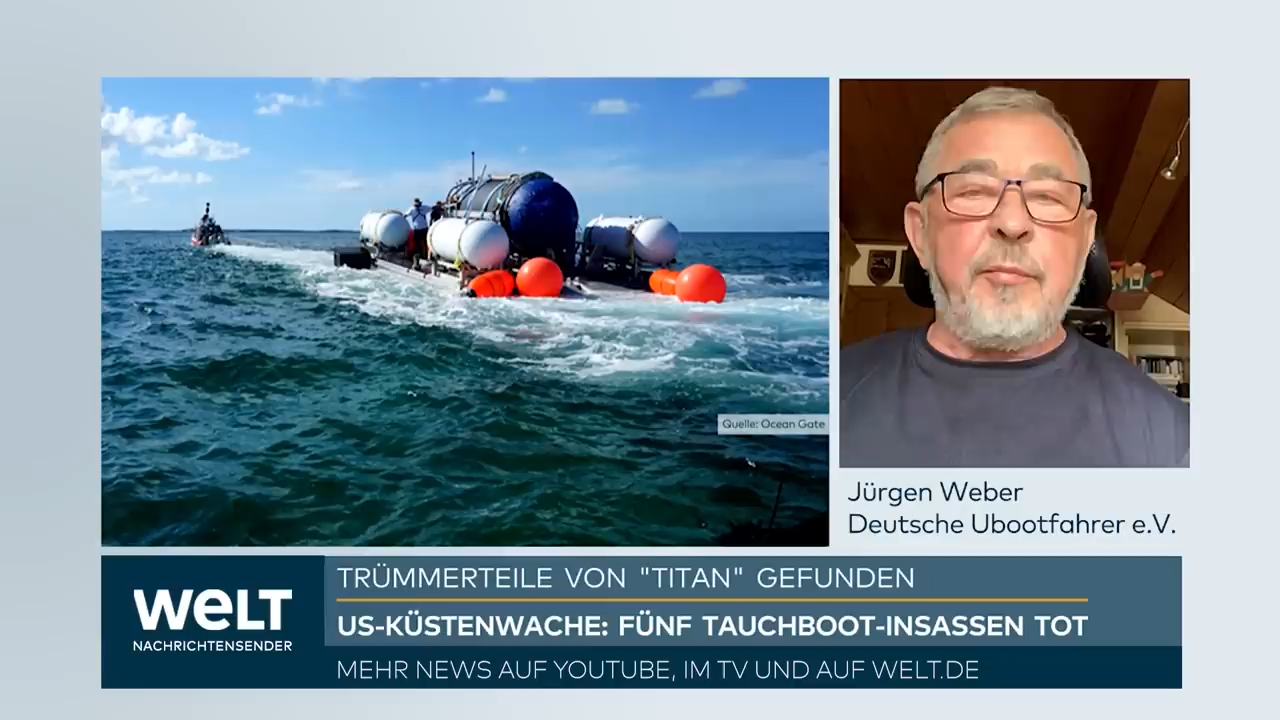 Quelle: Ocean Gate
Jürgen Weber
Deutsche Ubootfahrer e.V.
WELT
NACHRICHTENSENDER
TRÜMMERTEILE VON "TITAN" GEFUNDEN
US-KÜSTENWACHE: FÜNF TAUCHBOOT-INSASSEN TOT
MEHR NEWS AUF YOUTUBE, IM TV UND AUF WELT.DE